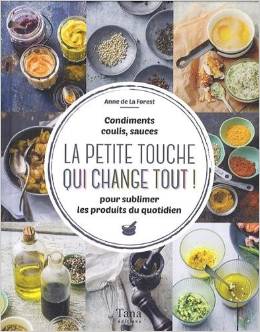 Anne de La Forest
Condiments
coulis, sauces
LA PETITE TOUCHE
QUI CHANGE TOUT !
pour sublimer
les produits du quotidien
Tana
éditions